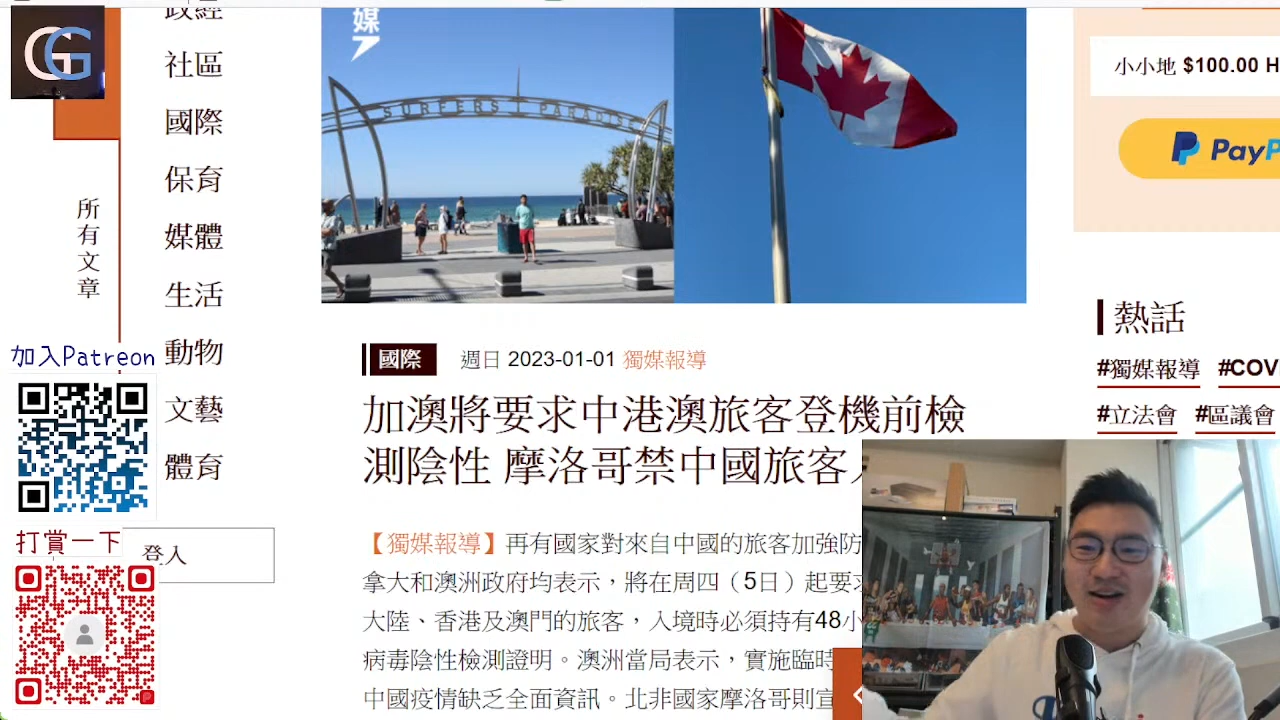 GG
政經
社區
國際
保育
媒體
生活
動物
文藝
體育
登入
所有文章
加入Patreon
打賞一下
媒
SURFERS PARADISE
國際 週日 2023-01-01 獨媒報導
加澳將要求中港澳旅客登機前檢
測陰性 摩洛哥禁中國旅客
【獨媒報導】再有國家對來自中國的旅客加強防
拿大和澳洲政府均表示，將在周四（5日）起要
大陸、香港及澳門的旅客，入境時必須持有48小
病毒陰性檢測證明。澳洲當局表示，實施臨時
中國疫情缺乏全面資訊。北非國家摩洛哥則宣
小小地 $100.00 H
PayP
熱話
#獨媒報導 #COV
#立法會 #區議會